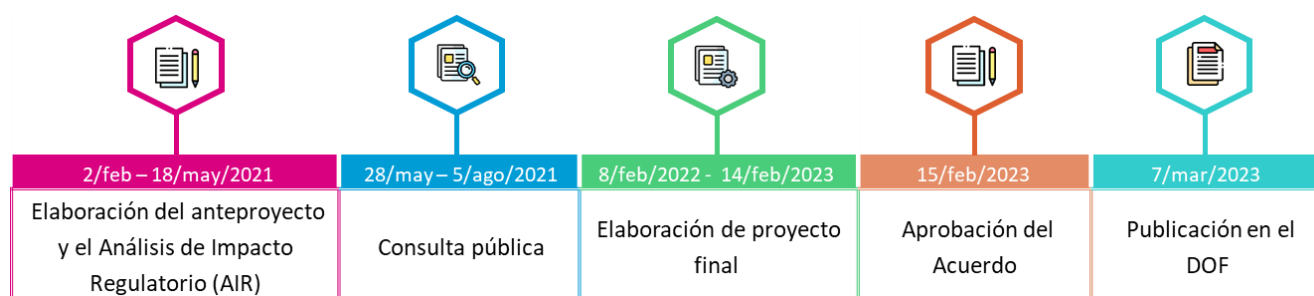 2/feb – 18/may/2021
Elaboración del anteproyecto
y el Análisis de Impacto
Regulatorio (AIR)
28/may – 5/ago/2021
Consulta pública
8/feb/2022 - 14/feb/2023
Elaboración de proyecto
final
15/feb/2023
Aprobación del
Acuerdo
7/mar/2023
Publicación en el
DOF